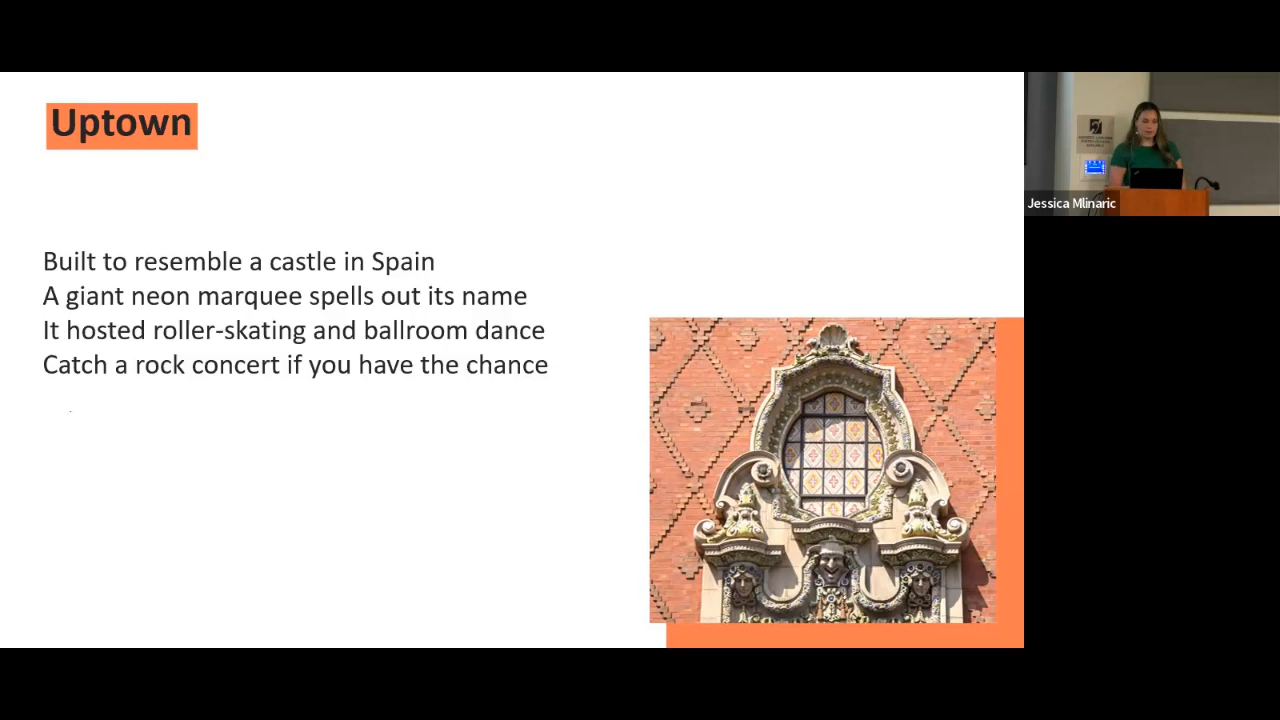 Uptown
Built to resemble a castle in Spain
A giant neon marquee spells out its name
It hosted roller-skating and ballroom dance
Catch a rock concert if you have the chance
Jessica Mlinaric